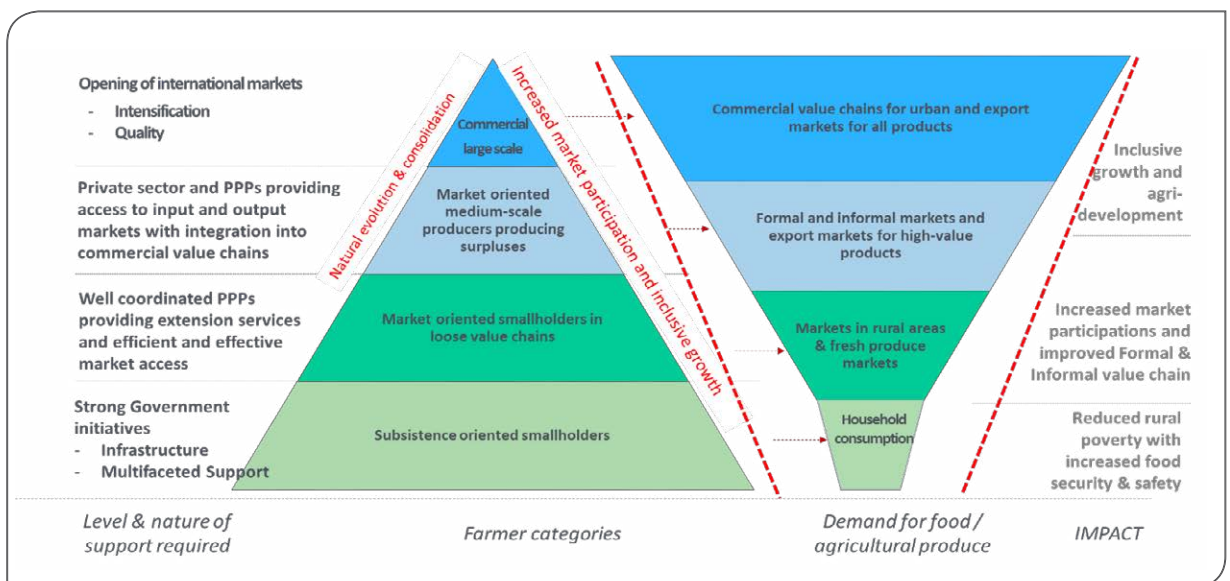 Opening of international markets
- Intensification
- Quality
Private sector and PPPs providing
access to input and output
markets with integration into
commercial value chains
Well coordinated PPPs
providing extension services
and efficient and effective
market access
Strong Government
initiatives
- Infrastructure
- Multifaceted Support
Level & nature of
support required
Natural evolution & consolidation
Increased market participation and inclusive growth
Commercial
large scale
Market oriented
medium-scale
producers producing
surpluses
Market oriented smallholders in
loose value chains
Subsistence oriented smallholders
Farmer categories
Commercial value chains for urban and export
markets for all products
Formal and informal markets and
export markets for high-value
products
Markets in rural areas
& fresh produce
markets
Household
consumption
Demand for food /
agricultural produce
Inclusive
growth and
agri-
development
Increased market
participations and
improved Formal &
Informal value chain
Reduced rural
poverty with
increased food
security & safety
IMPACT